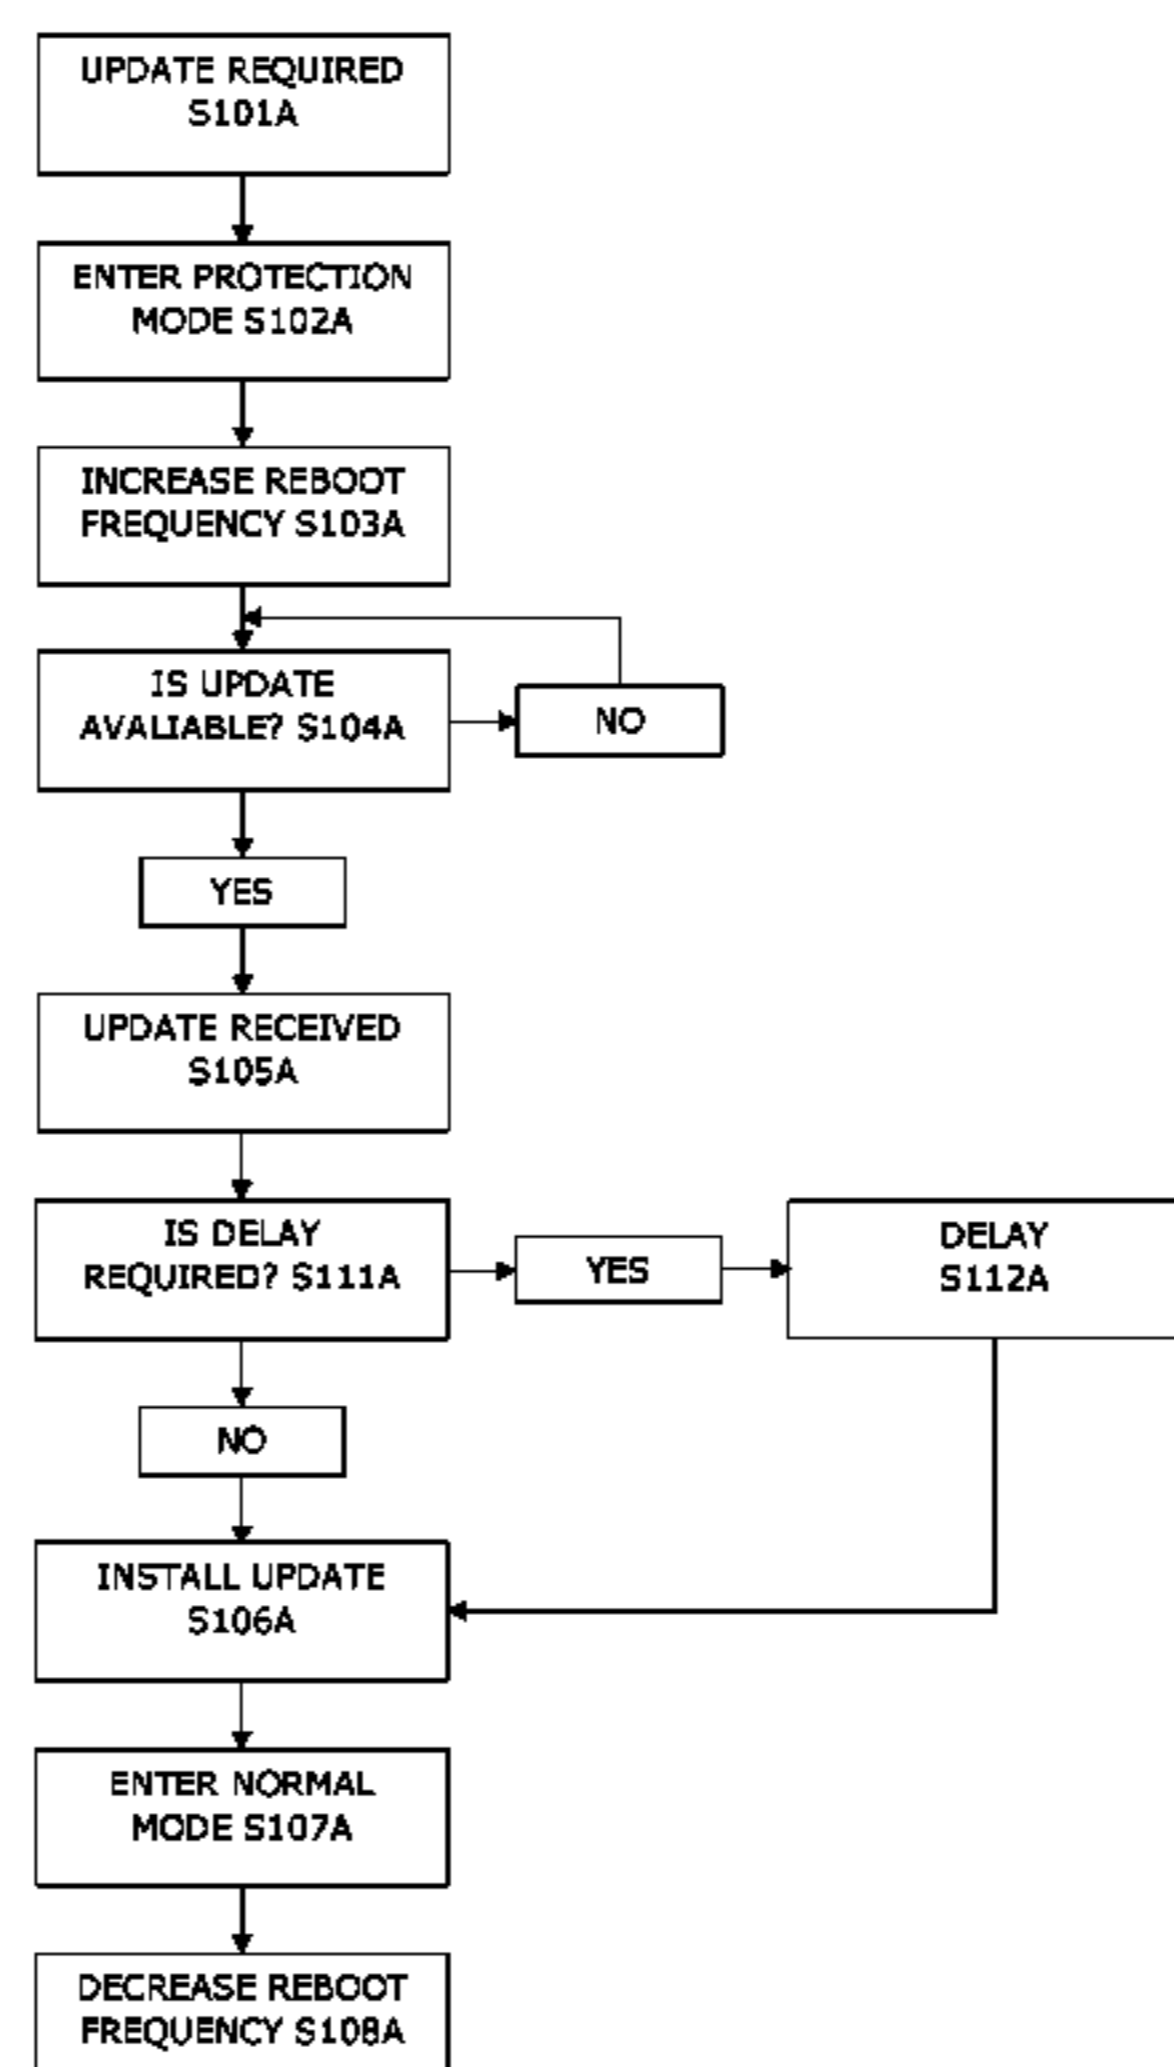 UPDATE REQUIRED
S101A
ENTER PROTECTION
MODE S102A
INCREASE REBOOT
FREQUENCY S103A
IS UPDATE
AVALIABLE? S104A
NO
YES
UPDATE RECEIVED
S105A
IS DELAY
REQUIRED? S111A
YES
DELAY
S112A
NO
INSTALL UPDATE
S106A
ENTER NORMAL
MODE S107A
DECREASE REBOOT
FREQUENCY S108A